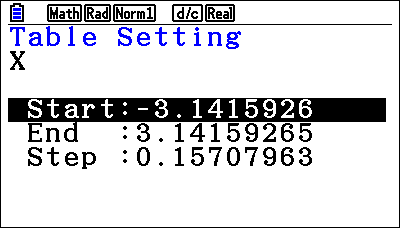 Math Rad Norm1 d/c Real
Table Setting
X
Start:-3.1415926
End :3.14159265
Step :0.15707963